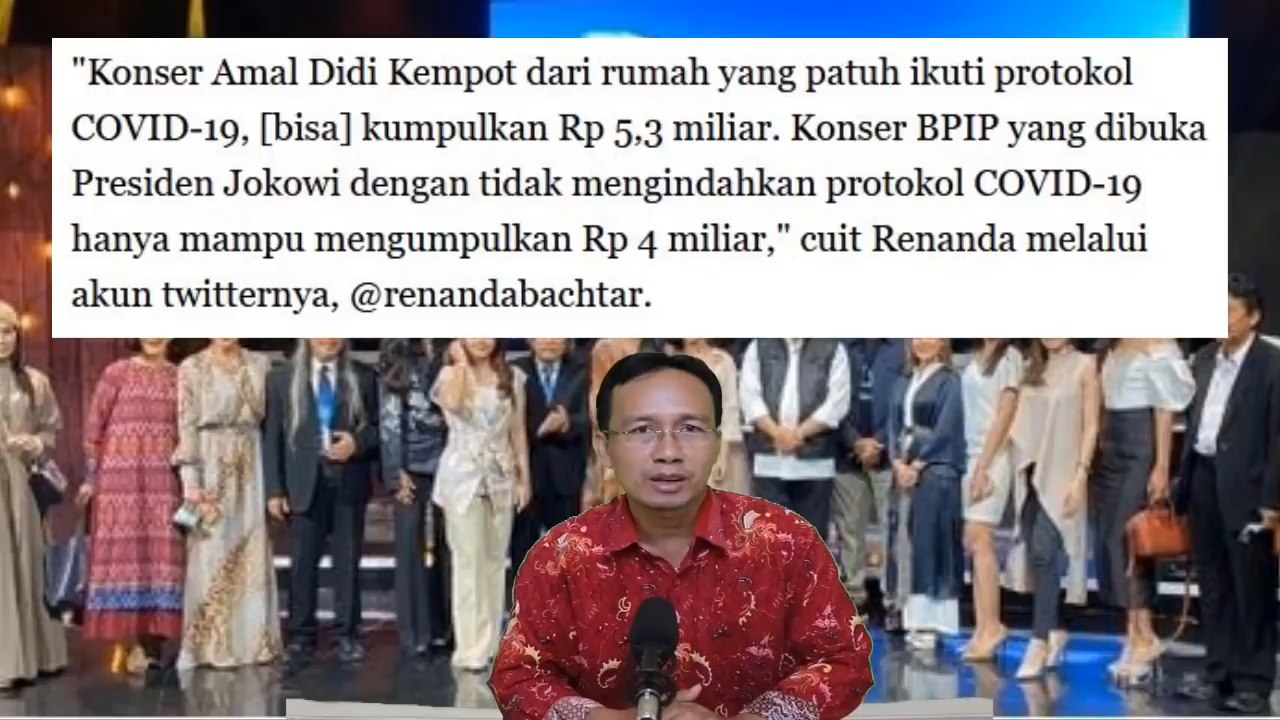 "Konser Amal Didi Kempot dari rumah yang patuh ikuti protokol
COVID-19, [bisa] kumpulkan Rp 5,3 miliar. Konser BPIP yang dibuka
Presiden Jokowi dengan tidak mengindahkan protokol COVID-19
hanya mampu mengumpulkan Rp 4 miliar," cuit Renanda melalui
akun twitternya, @renandabachtar.